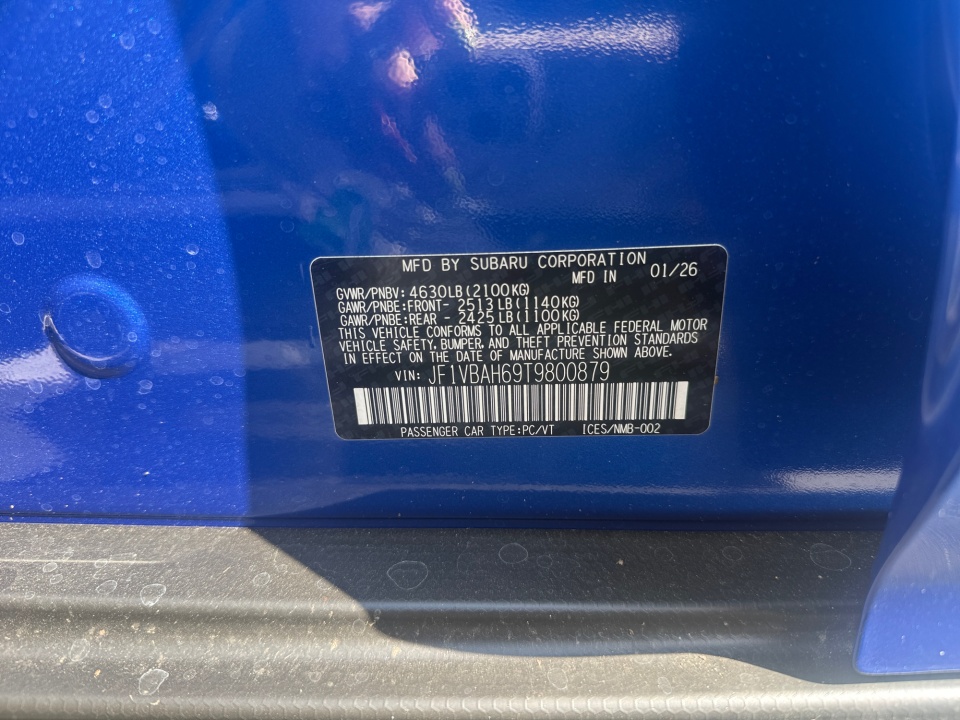 MFD BY SUBARU CORPORATION
MFD IN 01/26
GVWR/PNBV: 4630LB(2100KG)
GAWR/PNBE:FRONT- 2513LB(1140KG)
GAWR/PNBE:REAR - 2425LB(1100KG)
THIS VEHICLE CONFORMS TO ALL APPLICABLE FEDERAL MOTOR
VEHICLE SAFETY, BUMPER, AND THEFT PREVENTION STANDARDS
IN EFFECT ON THE DATE OF MANUFACTURE SHOWN ABOVE.
VIN: JF1VBAH69T9800879
PASSENGER CAR TYPE:PC/VT ICES/NMB-002